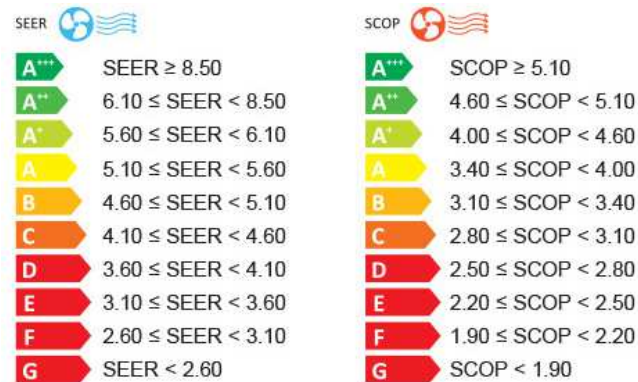 SEER
A+++ SEER ≥ 8.50
A++ 6.10 ≤ SEER < 8.50
A+ 5.60 ≤ SEER < 6.10
A 5.10 ≤ SEER < 5.60
B 4.60 ≤ SEER < 5.10
C 4.10 ≤ SEER < 4.60
D 3.60 ≤ SEER < 4.10
E 3.10 ≤ SEER < 3.60
F 2.60 ≤ SEER < 3.10
G SEER < 2.60
SCOP
A+++ SCOP ≥ 5.10
A++ 4.60 ≤ SCOP < 5.10
A+ 4.00 ≤ SCOP < 4.60
A 3.40 ≤ SCOP < 4.00
B 3.10 ≤ SCOP < 3.40
C 2.80 ≤ SCOP < 3.10
D 2.50 ≤ SCOP < 2.80
E 2.20 ≤ SCOP < 2.50
F 1.90 ≤ SCOP < 2.20
G SCOP < 1.90